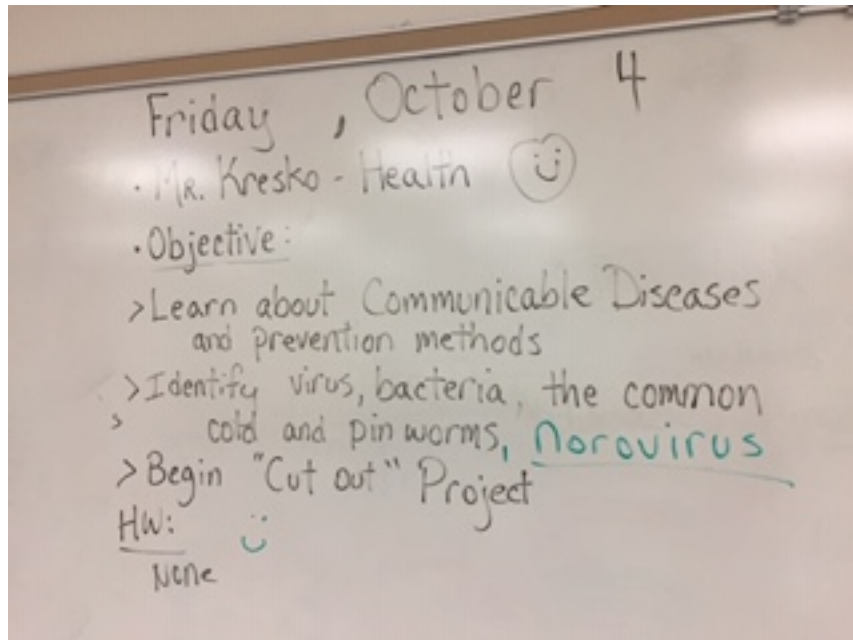 Friday , October 4
· MR. Kresko - Health
· Objective:
> Learn about Communicable Diseases
and prevention methods
> Identify virus, bacteria, the common
cold and pin worms, norovirus
> Begin "Cut out" Project
HW:
None